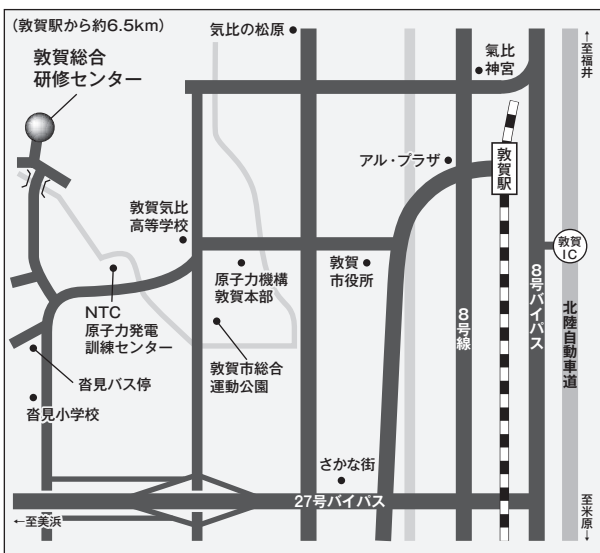 （敦賀駅から約6.5km）
敦賀総合
研修センター
気比の松原
氣比
神宮
←至福井
アル・プラザ
敦賀駅
敦賀気比
高等学校
敦賀
IC
原子力機構
敦賀本部
敦賀
市役所
NTC
原子力発電
訓練センター
8号線
8号バイパス
北陸自動車道
敦賀市総合
運動公園
沓見バス停
沓見小学校
さかな街
27号バイパス
←至美浜
至米原→